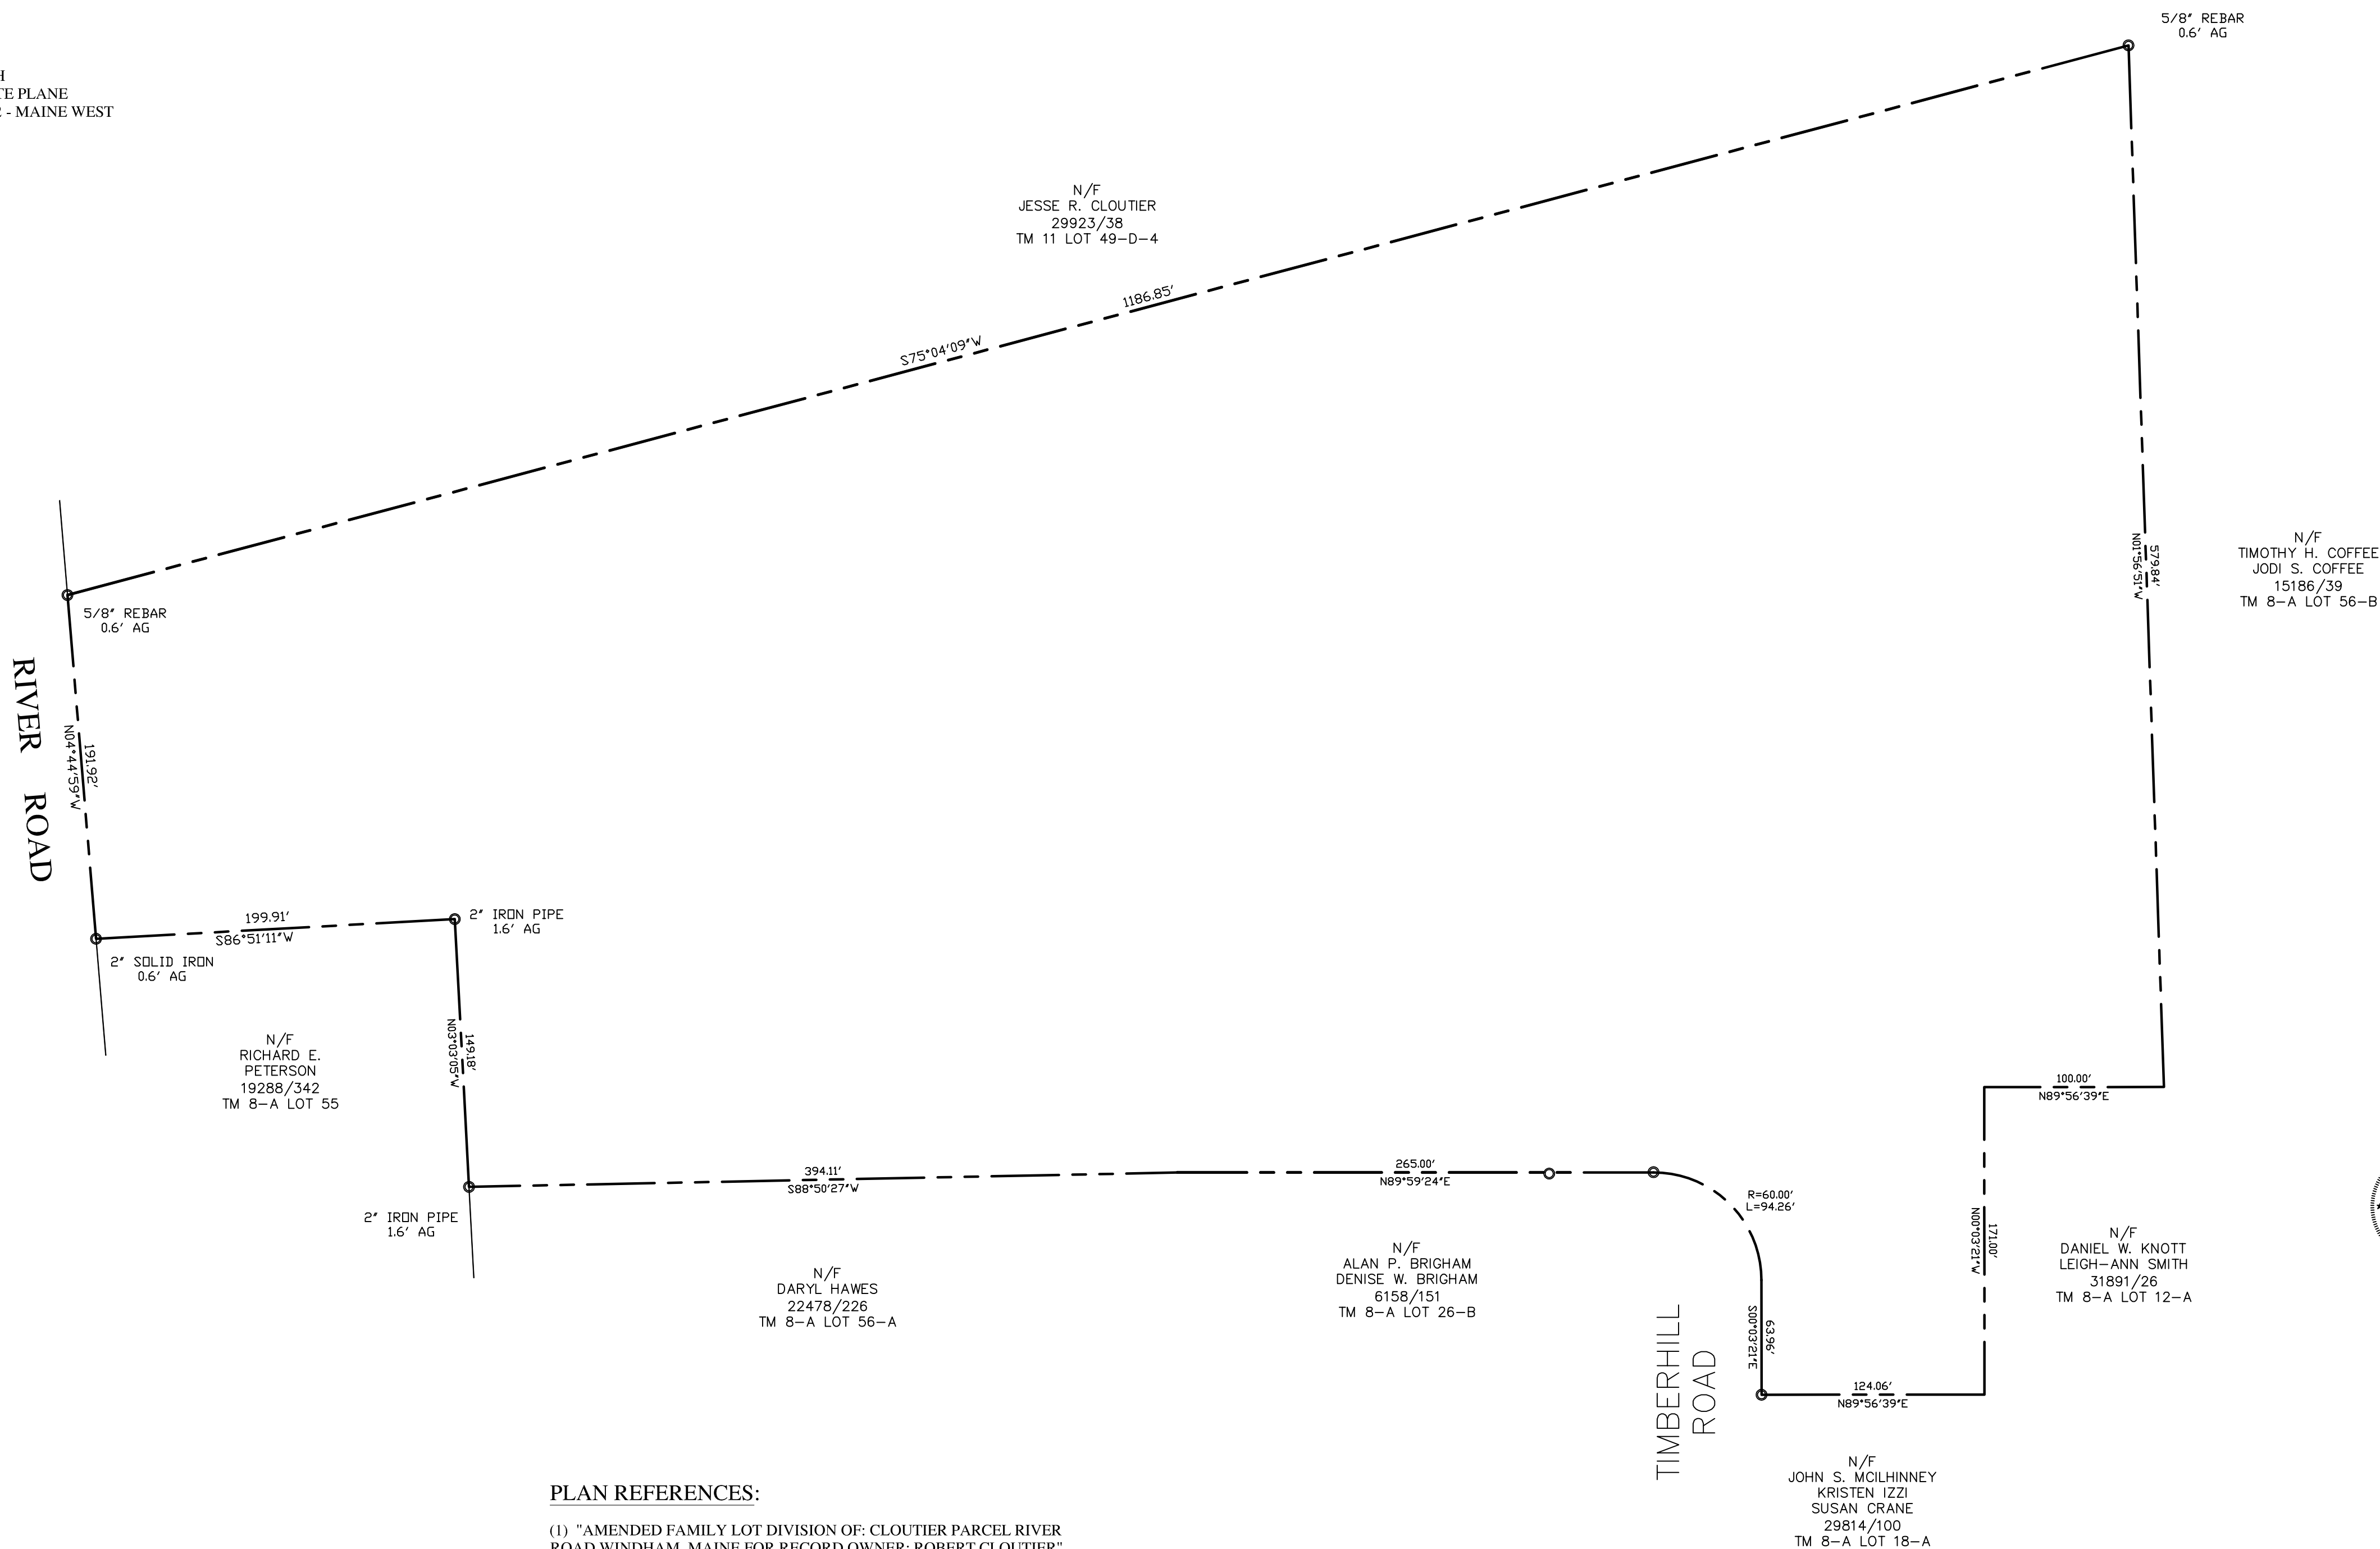 5/8" REBAR
0.6' AG
PLANE
- MAINE WEST
N/F
JESSE R. CLOUTIER
29923/38
TM 11 LOT 49-D-4
1186.85'
S75°04'09"W
N/F
TIMOTHY H. COFFEE
JODI S. COFFEE
15186/39
TM 8-A LOT 56-B
579.84'
N01°56'51"W
5/8" REBAR
0.6' AG
RIVER ROAD
191.92'
N04°44'59"W
199.91'
S86°51'11"W
2" IRON PIPE
1.6' AG
2" SOLID IRON
0.6' AG
149.18'
N03°03'05"W
N/F
RICHARD E.
PETERSON
19288/342
TM 8-A LOT 55
100.00'
N89°56'39"E
394.11'
S88°50'27"W
265.00'
N89°59'24"E
R=60.00'
L=94.26'
2" IRON PIPE
1.6' AG
171.00'
N00°03'21"W
N/F
DANIEL W. KNOTT
LEIGH-ANN SMITH
31891/26
TM 8-A LOT 12-A
N/F
ALAN P. BRIGHAM
DENISE W. BRIGHAM
6158/151
TM 8-A LOT 26-B
N/F
DARYL HAWES
22478/226
TM 8-A LOT 56-A
63.96'
S00°03'21"E
TIMBERHILL
ROAD
124.06'
N89°56'39"E
N/F
JOHN S. MCILHINNEY
KRISTEN IZZI
SUSAN CRANE
29814/100
TM 8-A LOT 18-A
PLAN REFERENCES:
(1) "AMENDED FAMILY LOT DIVISION OF: CLOUTIER PARCEL RIVER
ROAD WINDHAM, MAINE FOR RECORD OWNER: ROBERT CLOUTIER"